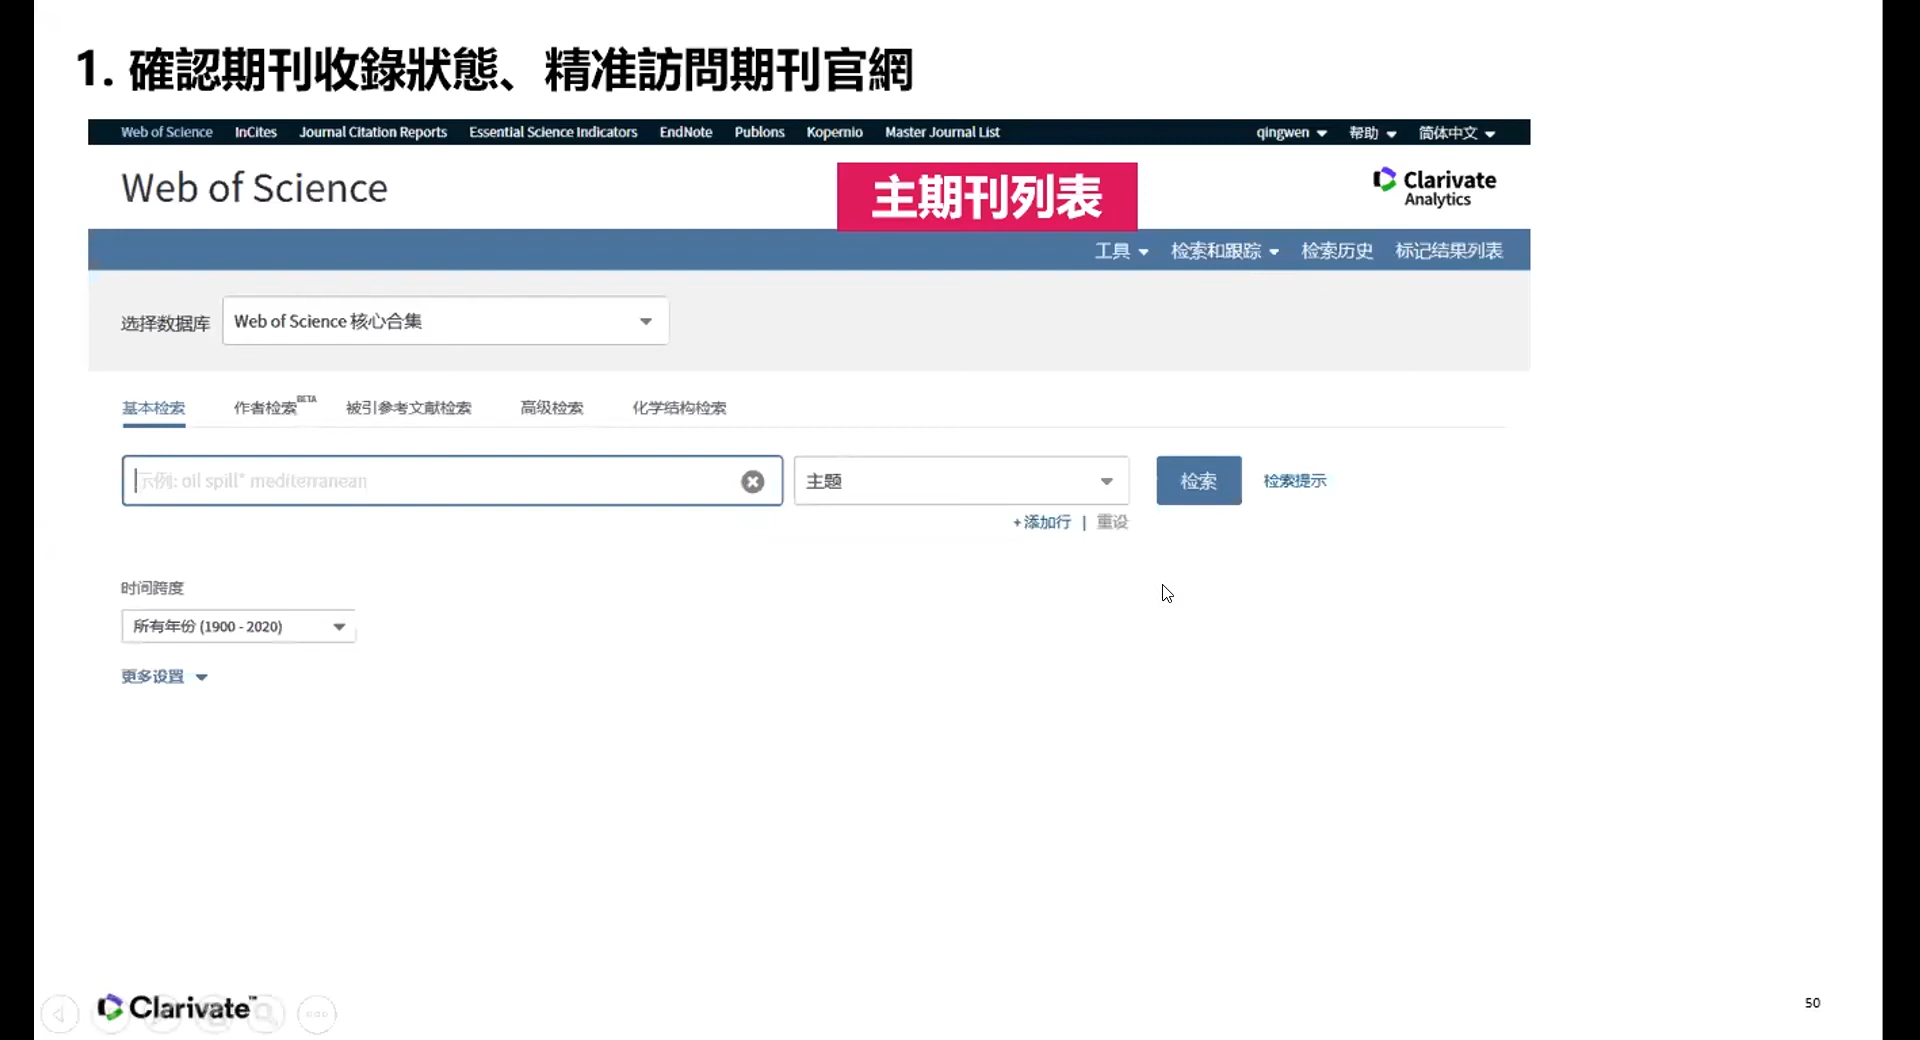 1. 確認期刊收錄狀態、精准訪問期刊官網
Web of Science InCites Journal Citation Reports Essential Science Indicators EndNote Publons Kopernio Master Journal List qingwen 帮助 简体中文
Web of Science
主期刊列表
Clarivate
Analytics
工具 检索和跟踪 检索历史 标记结果列表
选择数据库 Web of Science 核心合集
基本检索 作者检索BETA 被引参考文献检索 高级检索 化学结构检索
示例: oil spill* mediterranean 主题 检索 检索提示
+添加行 | 重设
时间跨度
所有年份 (1900 - 2020)
更多设置
Clarivate™
50